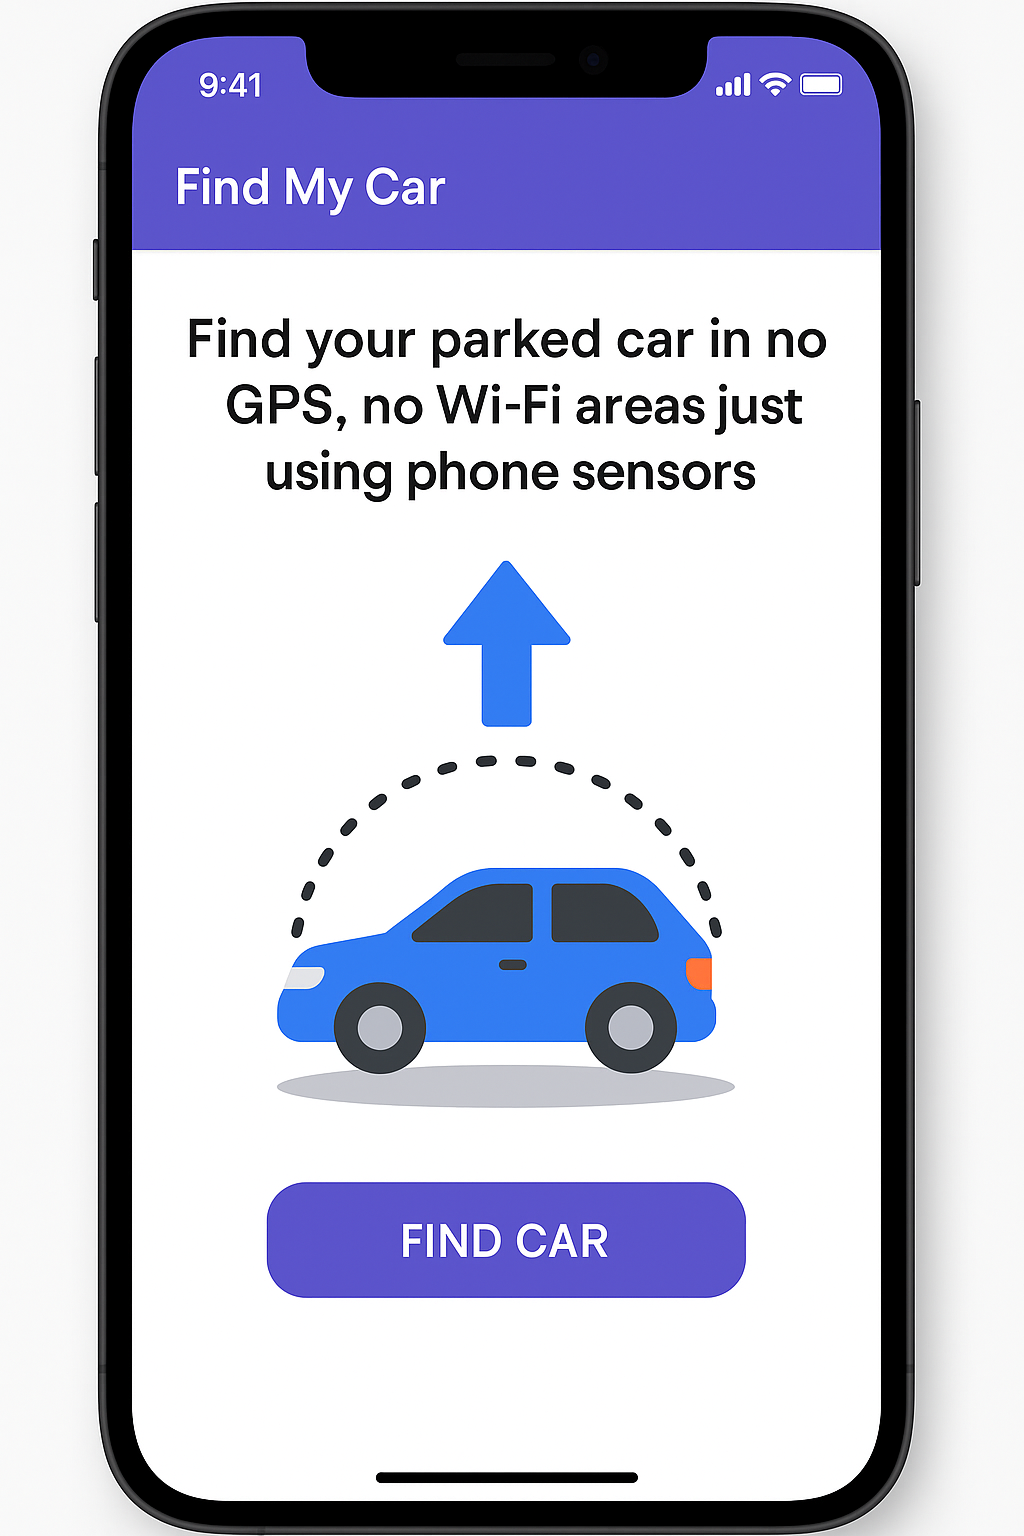 9:41
Find My Car
Find your parked car in no
GPS, no Wi-Fi areas just
using phone sensors
FIND CAR